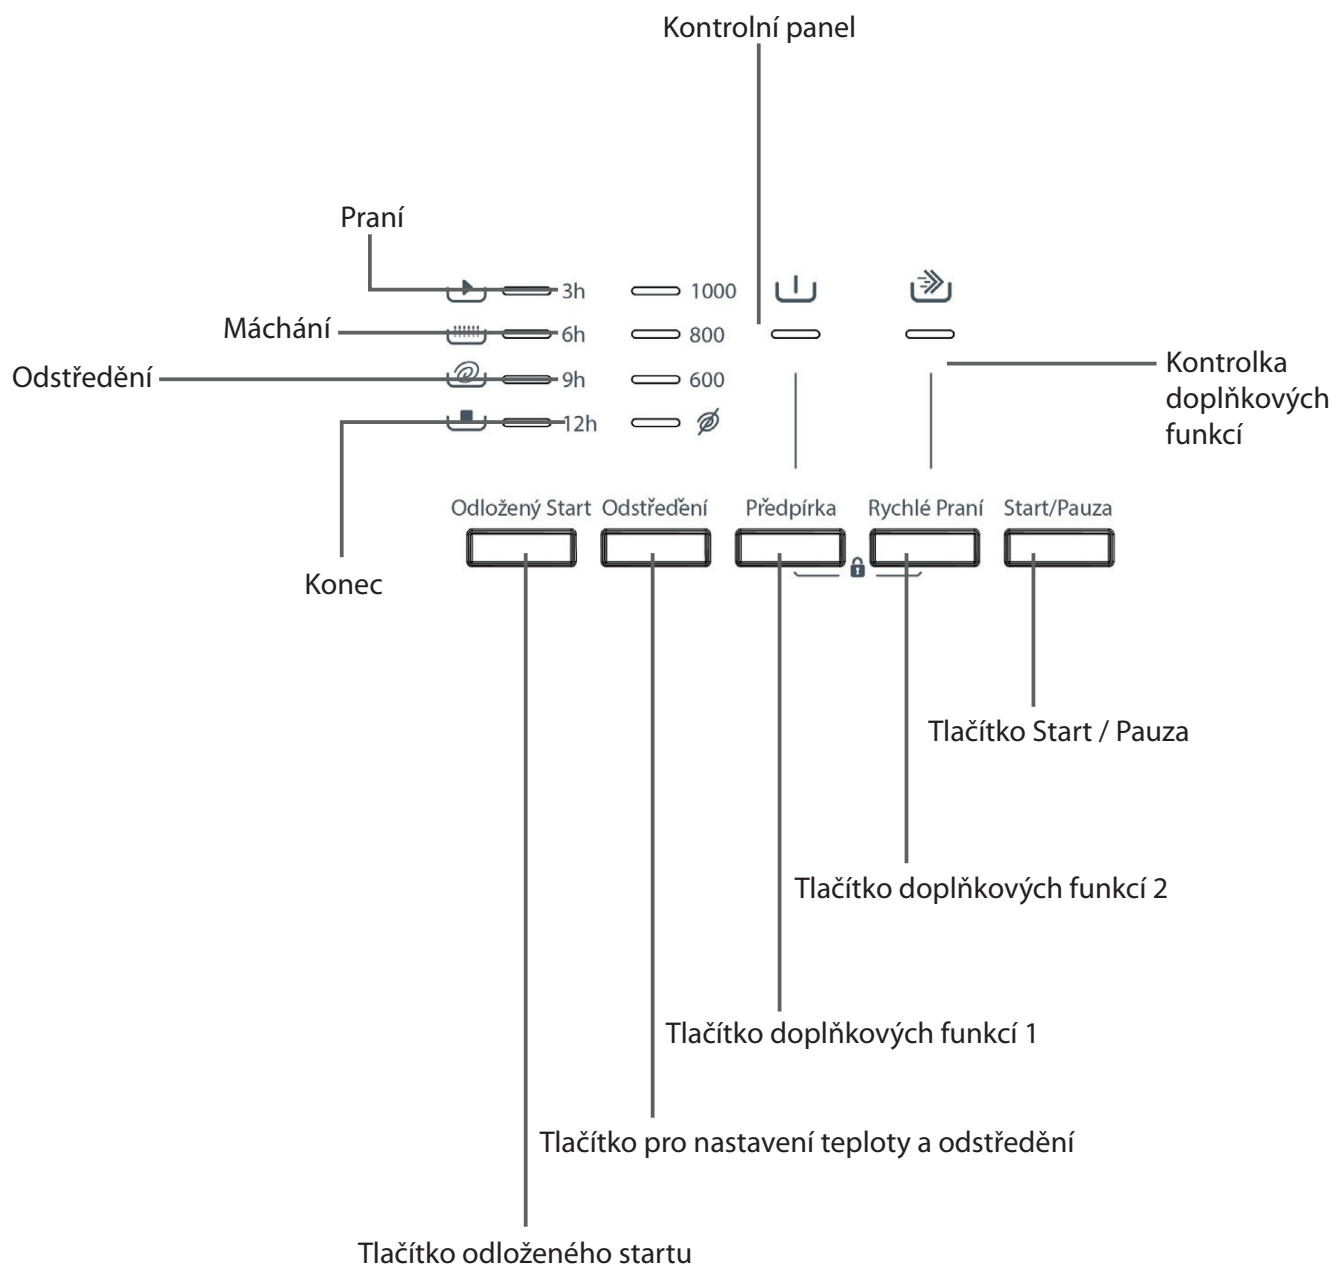 Kontrolní panel
Praní
3h
1000
Máchání
6h
800
Odstředění
9h
600
Kontrolka
doplňkových
funkcí
12h
Odložený Start
Odstřeďení
Předpírka
Rychlé Praní
Start/Pauza
Konec
Tlačítko Start / Pauza
Tlačítko doplňkových funkcí 2
Tlačítko doplňkových funkcí 1
Tlačítko pro nastavení teploty a odstředění
Tlačítko odloženého startu